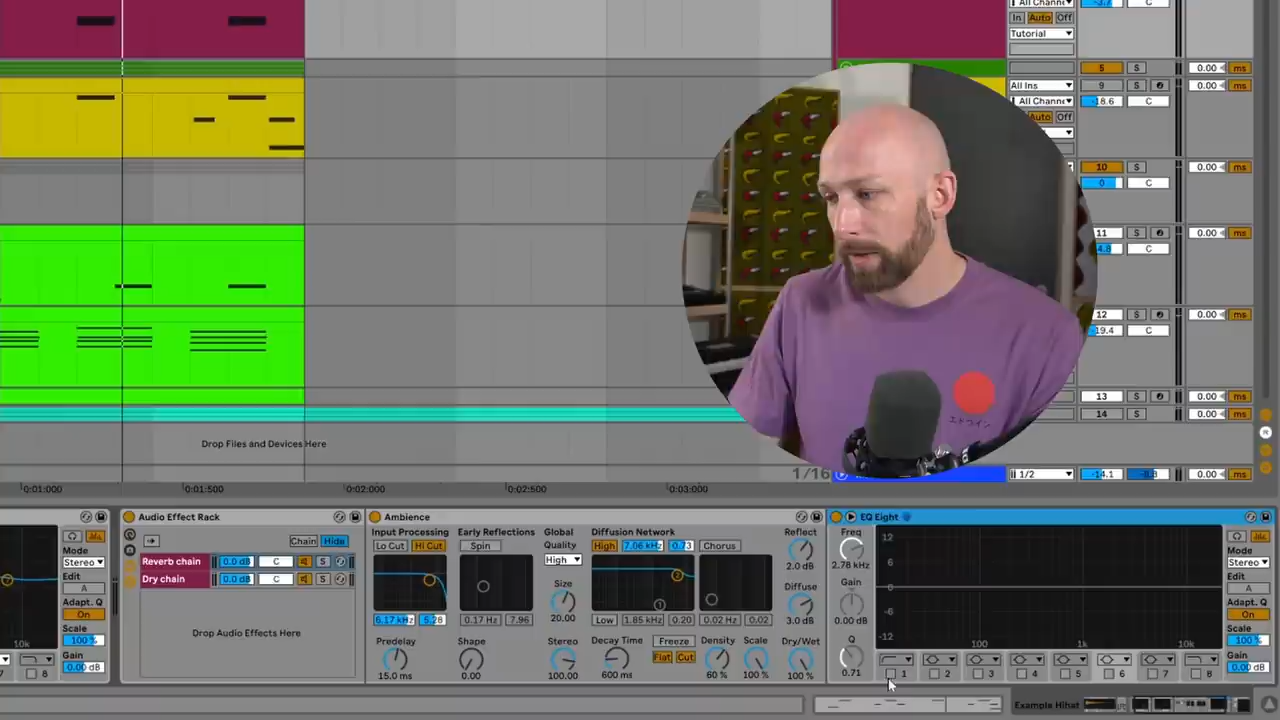 All Channe
-3.7
C
In Auto Off
Tutorial
5 S 0.00 ms
All Ins 9 S 0.00 ms
All Channe -18.6 C
Auto Off
10 S 0.00 ms
0 C
11 S 0.00 ms
4.8 C
12 S 0.00 ms
-19.4 C
エドワイン
13 S 0.00 ms
14 S
Drop Files and Devices Here
1/16
1/2 -14.1 0.00 ms
0:01:000 0:01:500 0:02:000 0:02:500 0:03:000
Mode
Stereo
Edit
A
Adapt. Q
On
Scale
100 %
Gain
0.00 dB
10k
7 8
Audio Effect Rack
Chain Hide
Reverb chain 0.0 dB C S
Dry chain 0.0 dB C S
Drop Audio Effects Here
Ambience
Input Processing
Lo Cut Hi Cut
6.17 kHz 5.28
Predelay
15.0 ms
Early Reflections
Spin
0.17 Hz 7.96
Shape
0.00
Global
Quality
High
Size
20.00
Stereo
100.00
Diffusion Network
High 7.06 kHz 0.73 Chorus
Low 1.85 kHz 0.20 0.02 Hz 0.02
Decay Time Freeze Density Scale
Flat Cut
600 ms 60 % 100 %
Reflect
2.0 dB
Diffuse
3.0 dB
Dry/Wet
100 %
EQ Eight
Freq
2.78 kHz
Gain
0.00 dB
Q
0.71
12
6
0
-6
-12
100 1k 10k
1 2 3 4 5 6 7 8
Mode
Stereo
Edit
A
Adapt. Q
On
Scale
100 %
Gain
0.00 dB
Example Hihat